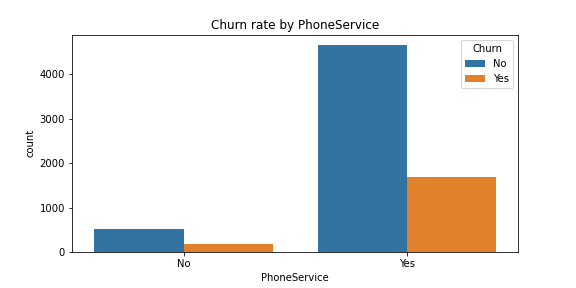 Churn rate by PhoneService
Churn
No
Yes
count
4000
3000
2000
1000
0
No
Yes
PhoneService